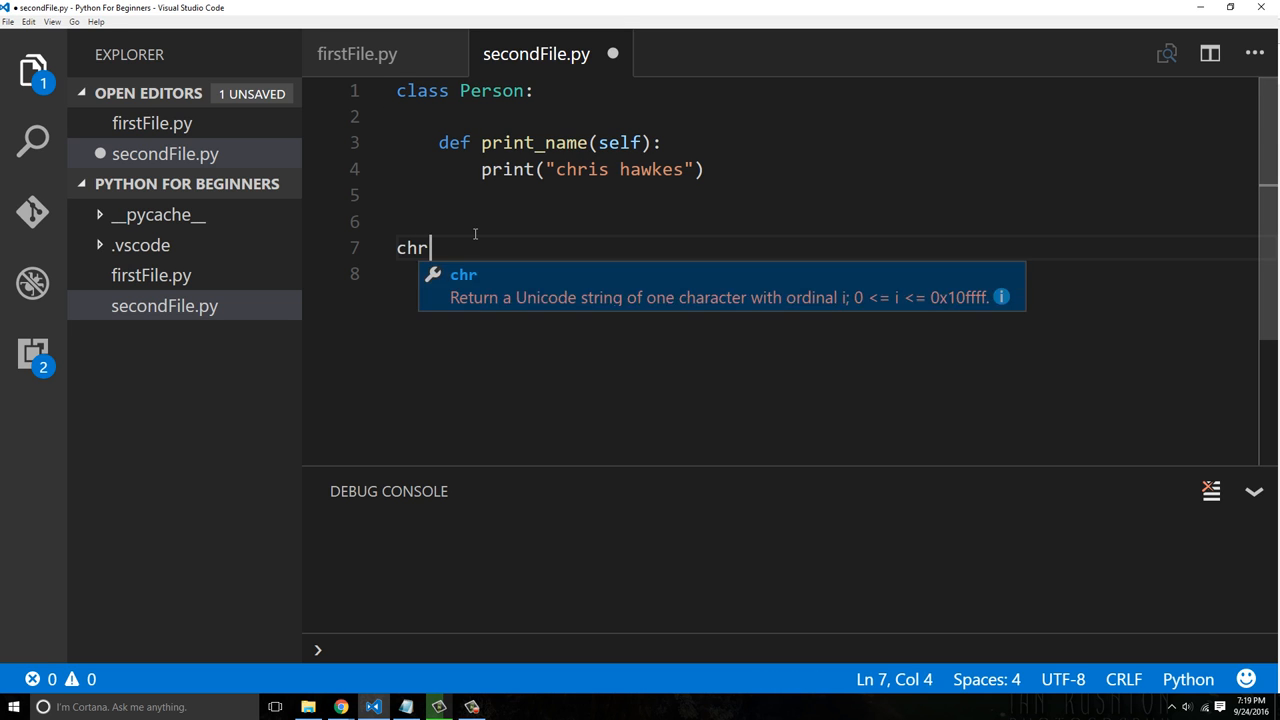 secondFile.py - Python For Beginners - Visual Studio Code
File Edit View Go Help
EXPLORER
firstFile.py
secondFile.py
OPEN EDITORS 1 UNSAVED
firstFile.py
secondFile.py
PYTHON FOR BEGINNERS
__pycache__
.vscode
firstFile.py
secondFile.py
1
2
1 class Person:
2
3 def print_name(self):
4 print("chris hawkes")
5
6
7 chr
8
chr
Return a Unicode string of one character with ordinal i; 0 <= i <= 0x10ffff.
DEBUG CONSOLE
0 0
Ln 7, Col 4 Spaces: 4 UTF-8 CRLF Python
I'm Cortana. Ask me anything.
7:19 PM
9/24/2016